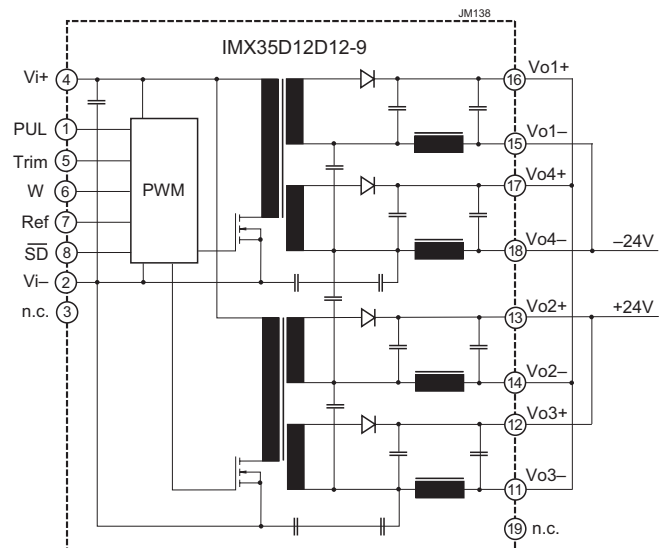 JM138
IMX35D12D12-9
Vi+ 4
16 Vo1+
PUL 1
15 Vo1–
Trim 5
W 6
PWM
17 Vo4+
Ref 7
S̅D̅ 8
18 Vo4–
–24V
Vi– 2
n.c. 3
13 Vo2+
+24V
14 Vo2–
12 Vo3+
11 Vo3–
19 n.c.